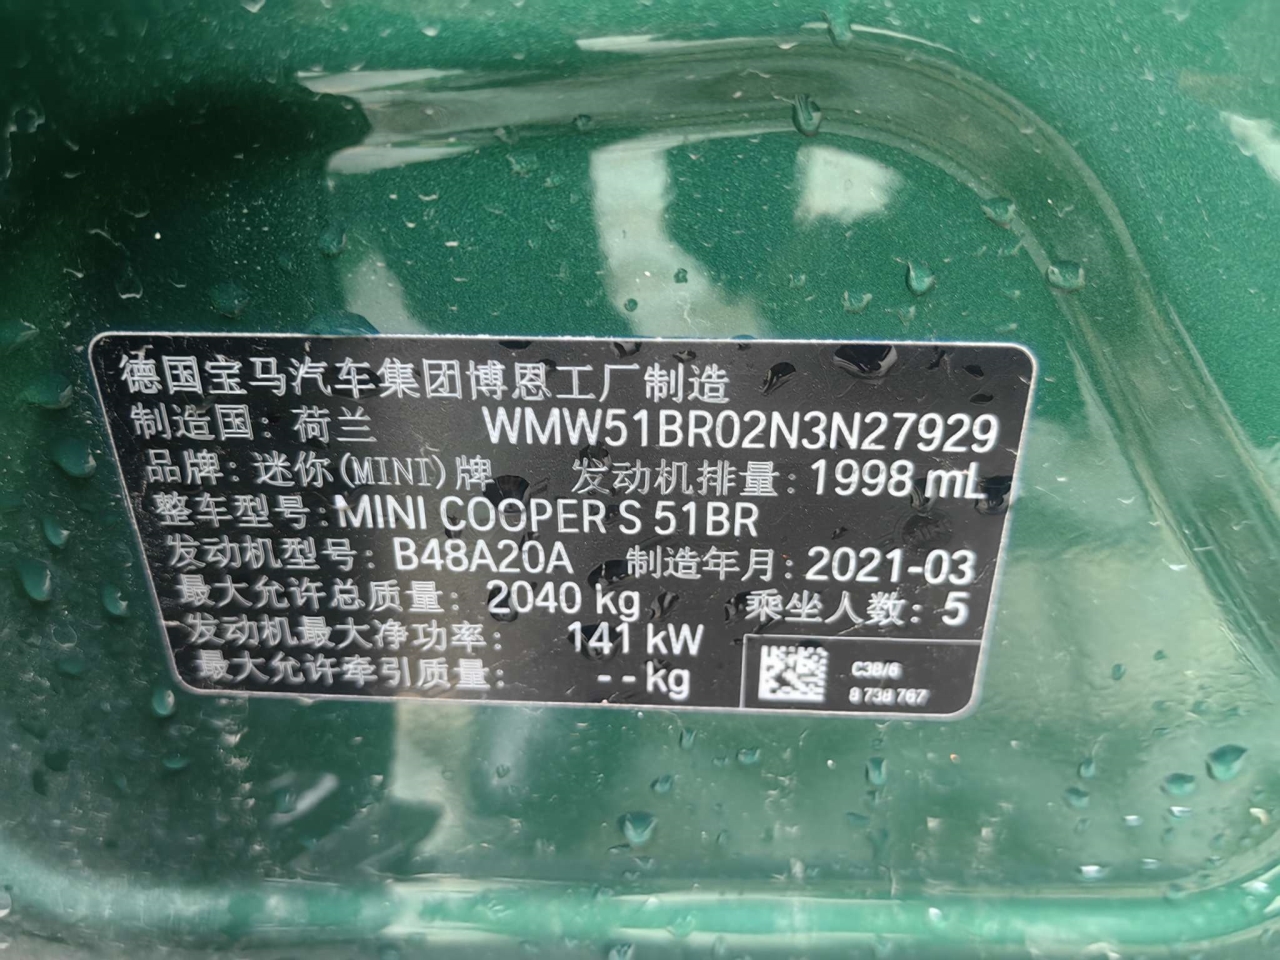 德国宝马汽车集团博恩工厂制造
制造国: 荷兰 WMW51BR02N3N27929
品牌: 迷你(MINI)牌 发动机排量: 1998 mL
整车型号: MINI COOPER S 51BR
发动机型号: B48A20A 制造年月: 2021-03
最大允许总质量: 2040 kg 乘坐人数: 5
发动机最大净功率: 141 kW
最大允许牵引质量: --kg
C38/6
8 738 767